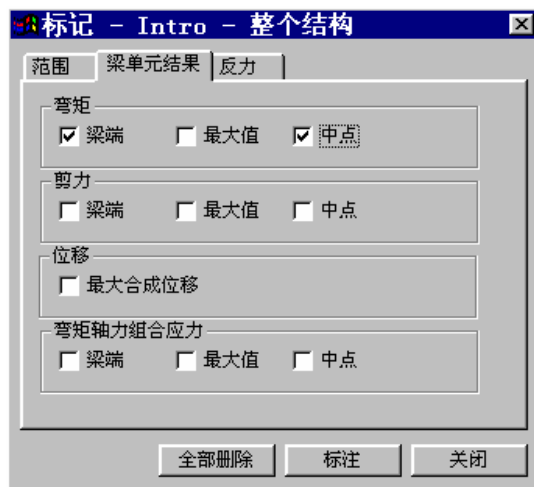 标记 - Intro - 整个结构
范围 梁单元结果 反力
弯矩
梁端 最大值 中点
剪力
梁端 最大值 中点
位移
最大合成位移
弯矩轴力组合应力
梁端 最大值 中点
全部删除 标注 关闭